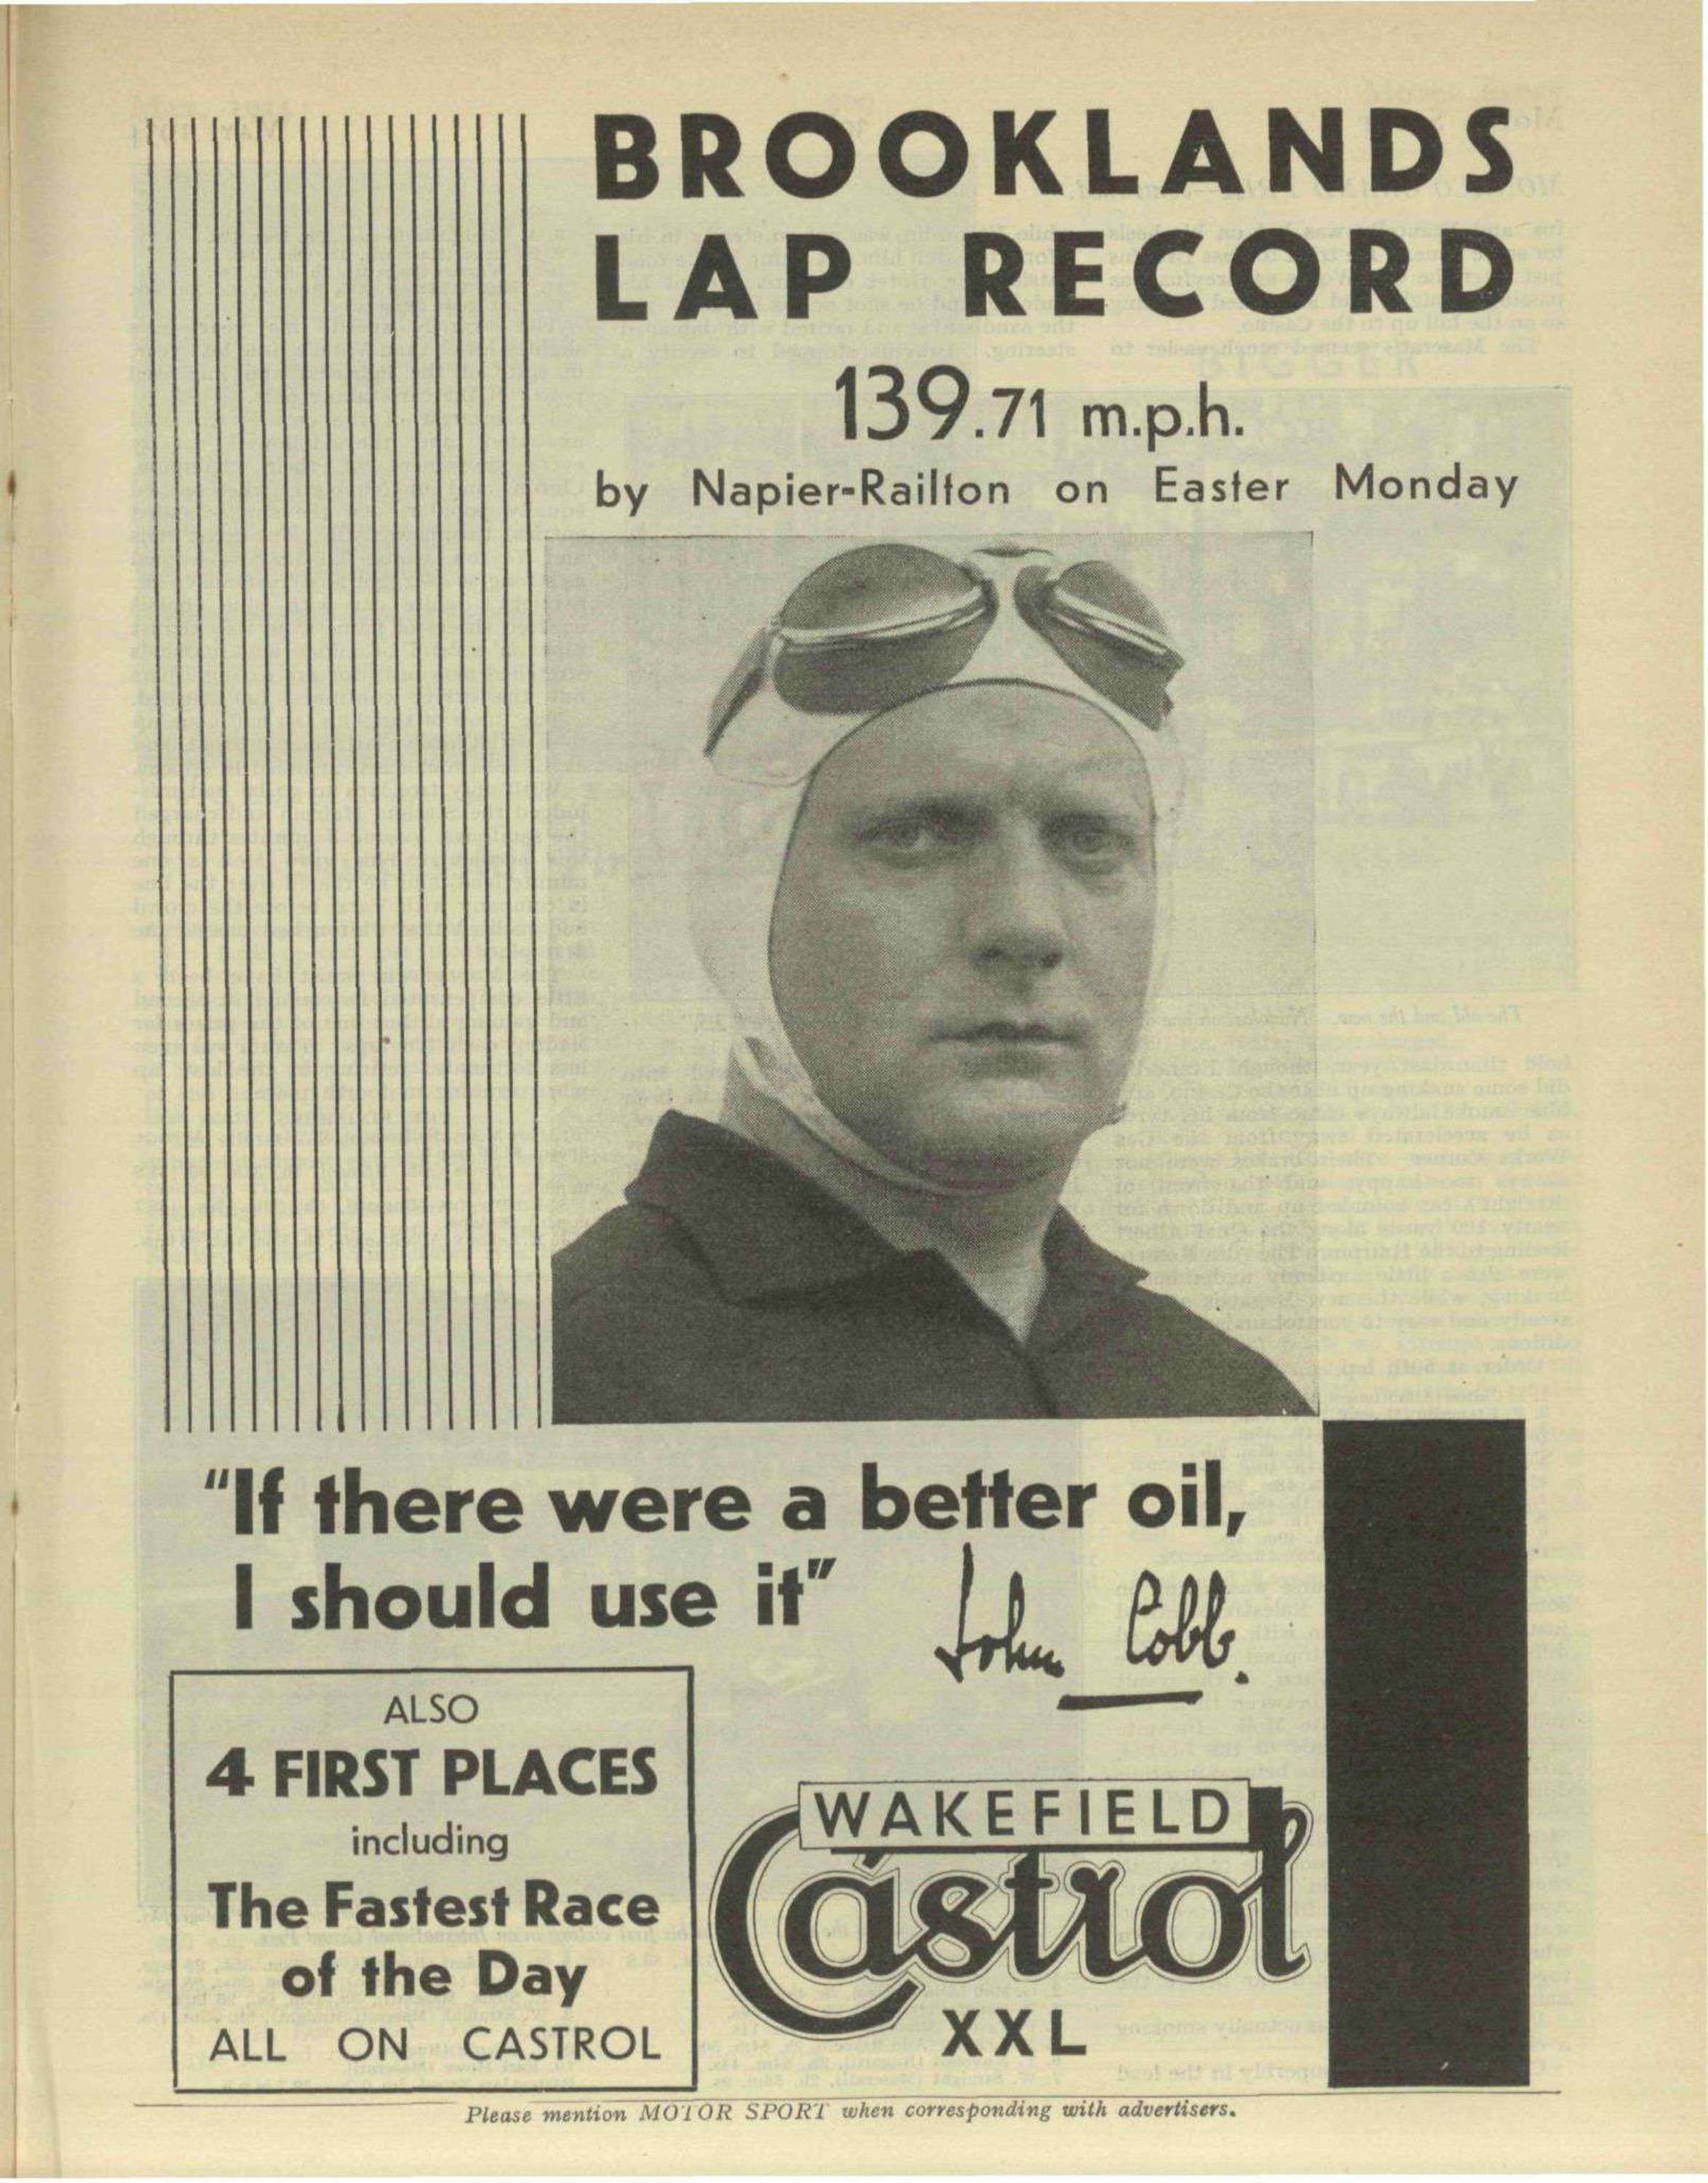 BROOKLANDS
LAP RECORD
139.71 m.p.h.
by Napier-Railton on Easter Monday
"If there were a better oil,
I should use it"
John Cobb.
ALSO
4 FIRST PLACES
including
The Fastest Race
of the Day
ALL ON CASTROL
WAKEFIELD
Castrol
XXL
Please mention MOTOR SPORT when corresponding with advertisers.